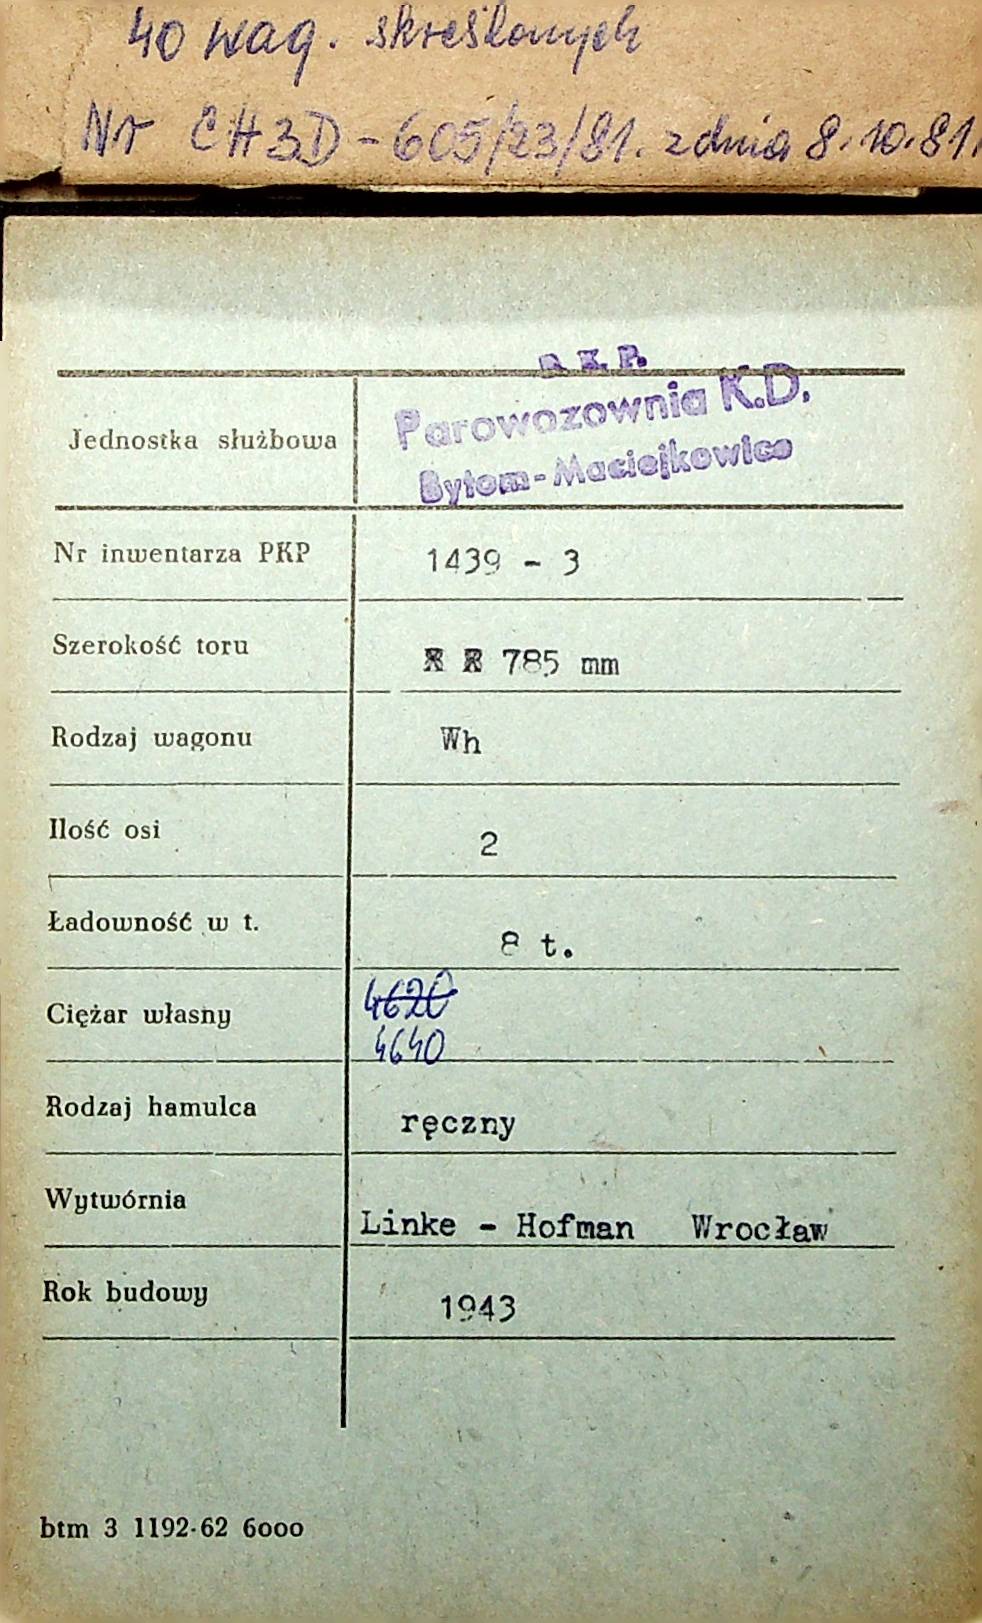 40 wag. skreślonych
Nr CH3D-605/23/81. z dnia 8.10.81.
P. K. P.
Parowozownia K.D.
Bytom-Maciejkowice
Jednostka służbowa
Nr inwentarza PKP 1439 - 3
Szerokość toru 785 mm
Rodzaj wagonu Wh
Ilość osi 2
Ładowność w t. 8 t.
4620
Ciężar własny
4640
Rodzaj hamulca ręczny
Wytwórnia Linke - Hofman Wrocław
Rok budowy 1943
btm 3 1192-62 6000